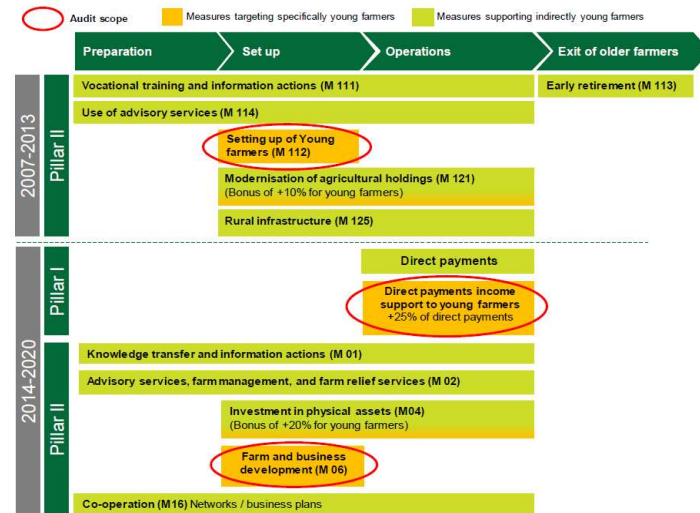 Audit scope
Measures targeting specifically young farmers
Measures supporting indirectly young farmers
Preparation
Set up
Operations
Exit of older farmers
2007-2013
Pillar II
Vocational training and information actions (M 111)
Early retirement (M 113)
Use of advisory services (M 114)
Setting up of Young
farmers (M 112)
Modernisation of agricultural holdings (M 121)
(Bonus of +10% for young farmers)
Rural infrastructure (M 125)
2014-2020
Pillar I
Direct payments
Direct payments income
support to young farmers
+25% of direct payments
Pillar II
Knowledge transfer and information actions (M 01)
Advisory services, farm management, and farm relief services (M 02)
Investment in physical assets (M04)
(Bonus of +20% for young farmers)
Farm and business
development (M 06)
Co-operation (M16) Networks / business plans